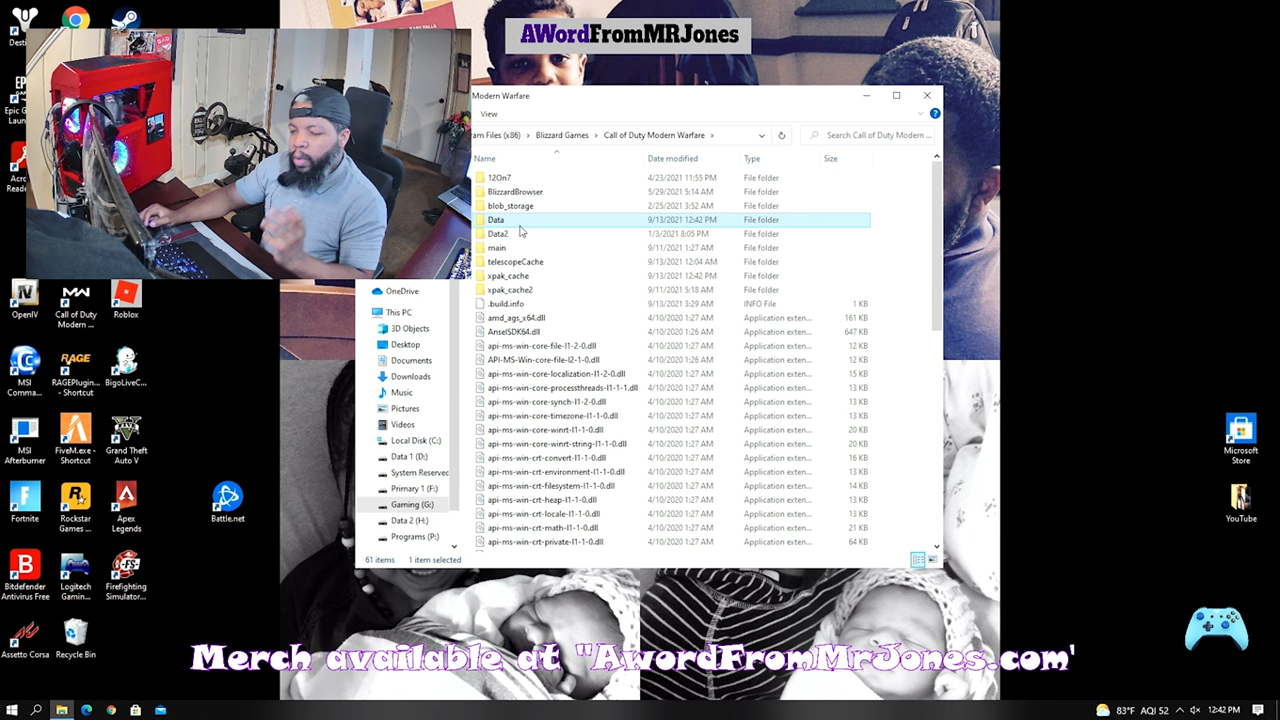 AWordFromMRJones
Modern Warfare
View
ram Files (x86) > Blizzard Games > Call of Duty Modern Warfare >
Search Call of Duty Modern ...
Name Date modified Type Size
12On7 4/23/2021 11:55 PM File folder
BlizzardBrowser 5/29/2021 5:14 AM File folder
blob_storage 2/25/2021 3:52 AM File folder
Data 9/13/2021 12:42 PM File folder
Data2 1/3/2021 8:05 PM File folder
main 9/11/2021 1:27 AM File folder
telescopeCache 9/13/2021 12:04 AM File folder
xpak_cache 9/13/2021 12:42 PM File folder
xpak_cache2 9/11/2021 5:18 AM File folder
.build.info 9/13/2021 3:29 AM INFO File 1 KB
amd_ags_x64.dll 4/10/2021 1:27 AM Application exten... 161 KB
AnselSDK64.dll 4/10/2020 1:26 AM Application exten... 647 KB
api-ms-win-core-file-l1-2-0.dll 4/10/2020 1:27 AM Application exten... 12 KB
API-MS-Win-core-file-l2-1-0.dll 4/10/2020 1:26 AM Application exten... 12 KB
api-ms-win-core-localization-l1-2-0.dll 4/10/2020 1:27 AM Application exten... 15 KB
api-ms-win-core-processthreads-l1-1-1.dll 4/10/2020 1:27 AM Application exten... 13 KB
api-ms-win-core-synch-l1-2-0.dll 4/10/2020 1:27 AM Application exten... 13 KB
api-ms-win-core-timezone-l1-1-0.dll 4/10/2020 1:27 AM Application exten... 13 KB
api-ms-win-core-winrt-l1-1-0.dll 4/10/2020 1:27 AM Application exten... 20 KB
api-ms-win-core-winrt-string-l1-1-0.dll 4/10/2020 1:27 AM Application exten... 20 KB
api-ms-win-crt-convert-l1-1-0.dll 4/10/2020 1:27 AM Application exten... 16 KB
api-ms-win-crt-environment-l1-1-0.dll 4/10/2020 1:27 AM Application exten... 13 KB
api-ms-win-crt-filesystem-l1-1-0.dll 4/10/2020 1:27 AM Application exten... 14 KB
api-ms-win-crt-heap-l1-1-0.dll 4/10/2020 1:27 AM Application exten... 13 KB
api-ms-win-crt-locale-l1-1-0.dll 4/10/2020 1:27 AM Application exten... 13 KB
api-ms-win-crt-math-l1-1-0.dll 4/10/2020 1:27 AM Application exten... 21 KB
api-ms-win-crt-private-l1-1-0.dll 4/10/2020 1:27 AM Application exten... 64 KB
OneDrive
This PC
3D Objects
Desktop
Documents
Downloads
Music
Pictures
Videos
Local Disk (C:)
Data 1 (D:)
System Reserved
Primary 1 (F:)
Gaming (G:)
Data 2 (H:)
Programs (P:)
61 items 1 item selected
OpenIV
Call of Duty
Modern ...
Roblox
MSI
Comma...
RAGEPlugin...
- Shortcut
BigoLiveC...
MSI
Afterburner
FiveM.exe -
Shortcut
Grand Theft
Auto V
Fortnite
Rockstar
Games ...
Apex
Legends
Battle.net
Bitdefender
Antivirus Free
Logitech
Gaming...
Firefighting
Simulator...
Assetto Corsa
Recycle Bin
Microsoft
Store
YouTube
Merch available at "AwordFromMrJones.com'
83°F AQI 52 12:42 PM